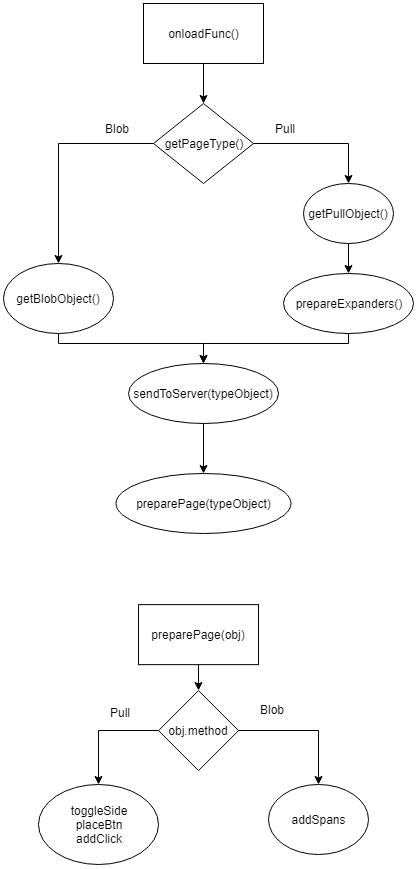 onloadFunc()
Blob
Pull
getPageType()
getPullObject()
getBlobObject()
prepareExpanders()
sendToServer(typeObject)
preparePage(typeObject)
preparePage(obj)
Pull
Blob
obj.method
toggleSide
placeBtn
addClick
addSpans